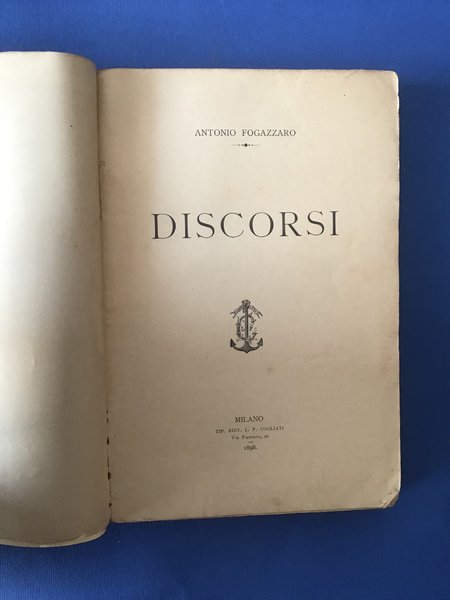 ANTONIO FOGAZZARO
DISCORSI
MILANO
TIP. EDIT. L. F. COGLIATI
1898.